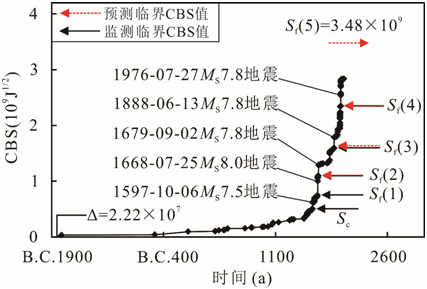 预测临界CBS值
监测临界CBS值
Sf(5)=3.48×10⁹
CBS(10⁹J¹/²)
4
3
2
1
0
1976-07-27MS7.8地震
1888-06-13MS7.8地震
1679-09-02MS7.8地震
1668-07-25MS8.0地震
1597-10-06MS7.5地震
Sf(4)
Sf(3)
Sf(2)
Sf(1)
Sc
Δ=2.22×10⁷
B.C.1900
B.C.400
1100
2600
时间(a)